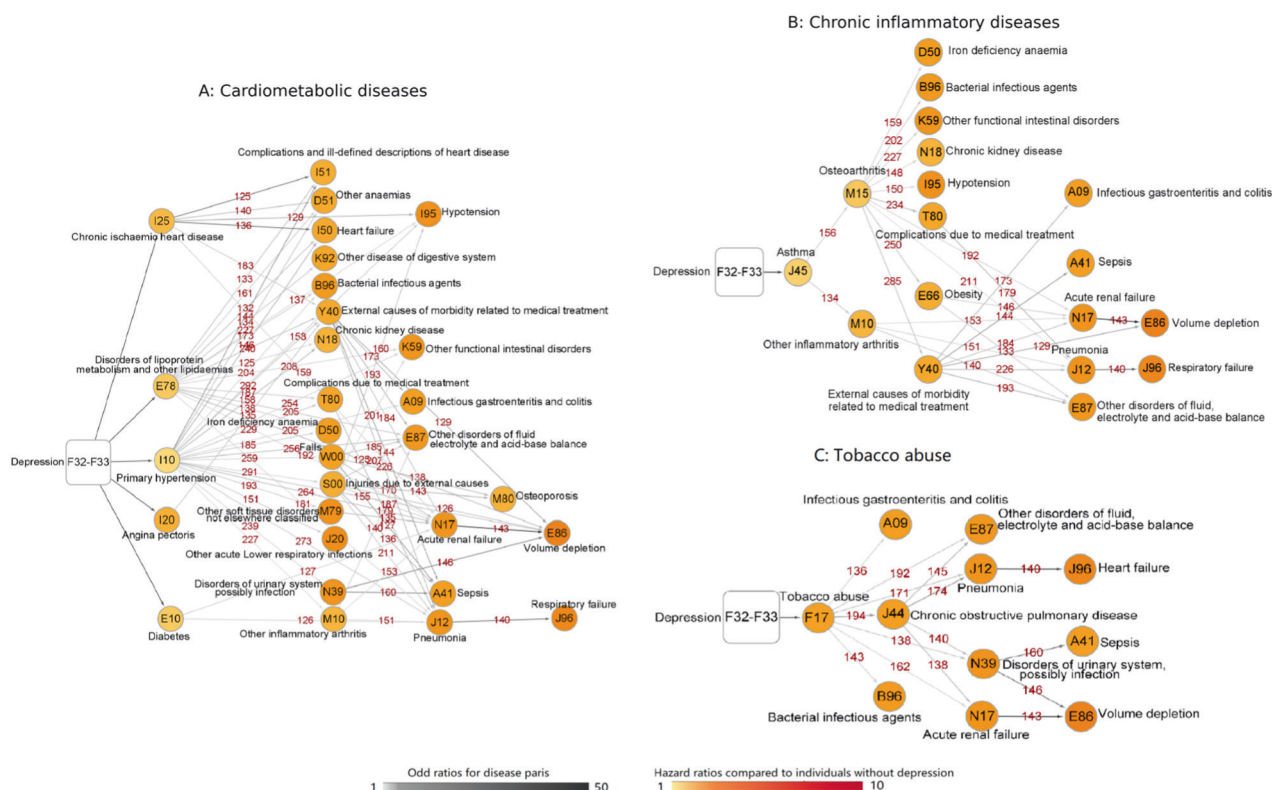 A: Cardiometabolic diseases
Complications and ill-defined descriptions of heart disease
I51
125
D51
Other anaemias
140
I25
129
I95
Hypotension
136
I50
Heart failure
Chronic ischaemic heart disease
K92
Other disease of digestive system
183
133
B96
Bacterial infectious agents
161
137
Y40
External causes of morbidity related to medical treatment
132
227
173
153
N18
Chronic kidney disease
160
K59
Other functional intestinal disorders
240
173
Disorders of lipoprotein
metabolism and other lipidaemias
125
208
159
193
204
E78
Complications due to medical treatment
292
187
T80
A09
Infectious gastroenteritis and colitis
158
254
138
205
135
201
184
129
Iron deficiency anaemia
229
205
D50
E87
Other disorders of fluid
electrolyte and acid-base balance
Falls
185
256
192
W00
185
144
Depression
F32-F33
259
207
226
I10
Primary hypertension
291
S00
Injuries due to external causes
138
193
264
155
170
143
M80
Osteoporosis
151
181
Other soft tissue disorders
not elsewhere classified
M79
187
126
I20
Angina pectoris
127
N17
Acute renal failure
143
E86
Volume depletion
239
140
136
227
273
J20
Other acute Lower respiratory infections
211
146
127
153
Disorders of urinary system
possibly infection
N39
160
A41
Sepsis
E10
Diabetes
126
M10
Other inflammatory arthritis
151
J12
Pneumonia
140
Respiratory failure
J96
B: Chronic inflammatory diseases
D50
Iron deficiency anaemia
B96
Bacterial infectious agents
159
202
K59
Other functional intestinal disorders
227
N18
Chronic kidney disease
Osteoarthritis
148
M15
150
I95
Hypotension
A09
Infectious gastroenteritis and colitis
234
T80
Complications due to medical treatment
156
250
192
Asthma
A41
Sepsis
Depression
F32-F33
J45
285
211
173
179
134
E66
Obesity
146
Acute renal failure
M10
153
144
N17
143
E86
Volume depletion
Other inflammatory arthritis
151
184
133
129
Pneumonia
Y40
140
226
J12
140
J96
Respiratory failure
External causes of morbidity
related to medical treatment
193
E87
Other disorders of fluid,
electrolyte and acid-base balance
C: Tobacco abuse
Infectious gastroenteritis and colitis
Other disorders of fluid,
electrolyte and acid-base balance
A09
E87
136
192
145
J12
140
J96
Heart failure
Tobacco abuse
171
174
Pneumonia
Depression
F32-F33
F17
194
J44
Chronic obstructive pulmonary disease
138
140
A41
Sepsis
143
162
138
N39
160
Disorders of urinary system,
possibly infection
146
B96
Bacterial infectious agents
N17
143
E86
Volume depletion
Acute renal failure
Odd ratios for disease paris
1
50
Hazard ratios compared to individuals without depression
1
10